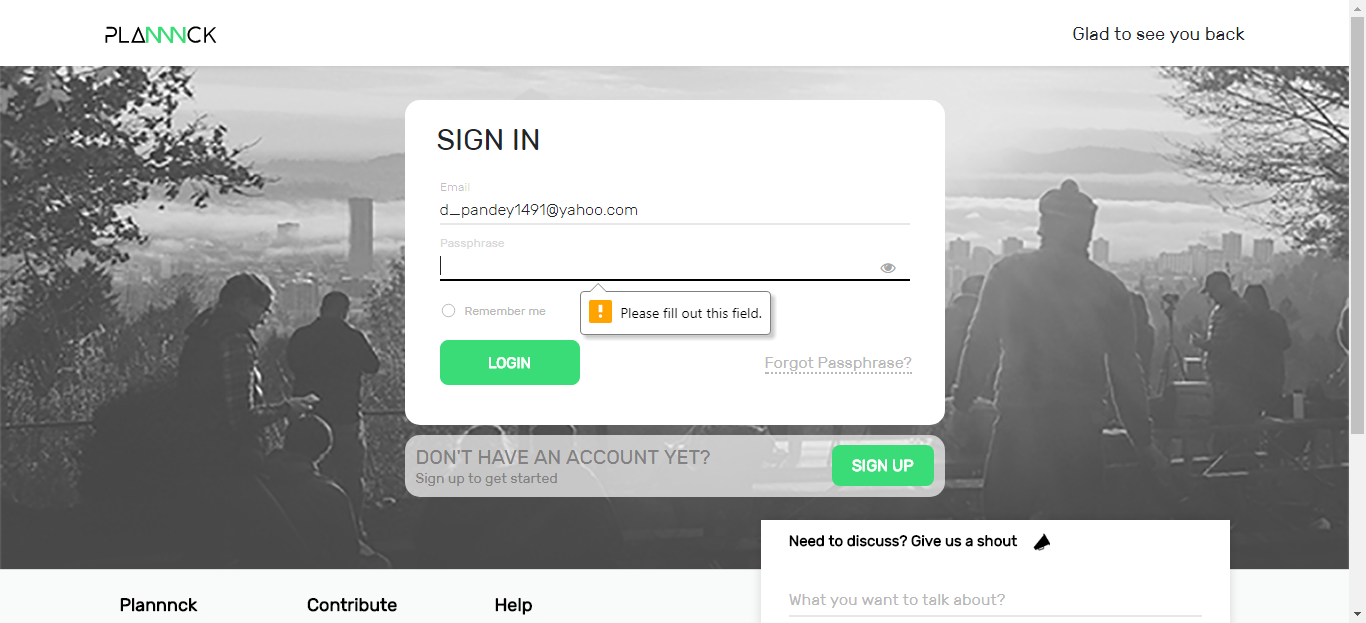 PLANNNCK
Glad to see you back
SIGN IN
Email
d_pandey1491@yahoo.com
Passphrase
Remember me
! Please fill out this field.
LOGIN
Forgot Passphrase?
DON'T HAVE AN ACCOUNT YET?
Sign up to get started
SIGN UP
Need to discuss? Give us a shout
What you want to talk about?
Plannnck
Contribute
Help